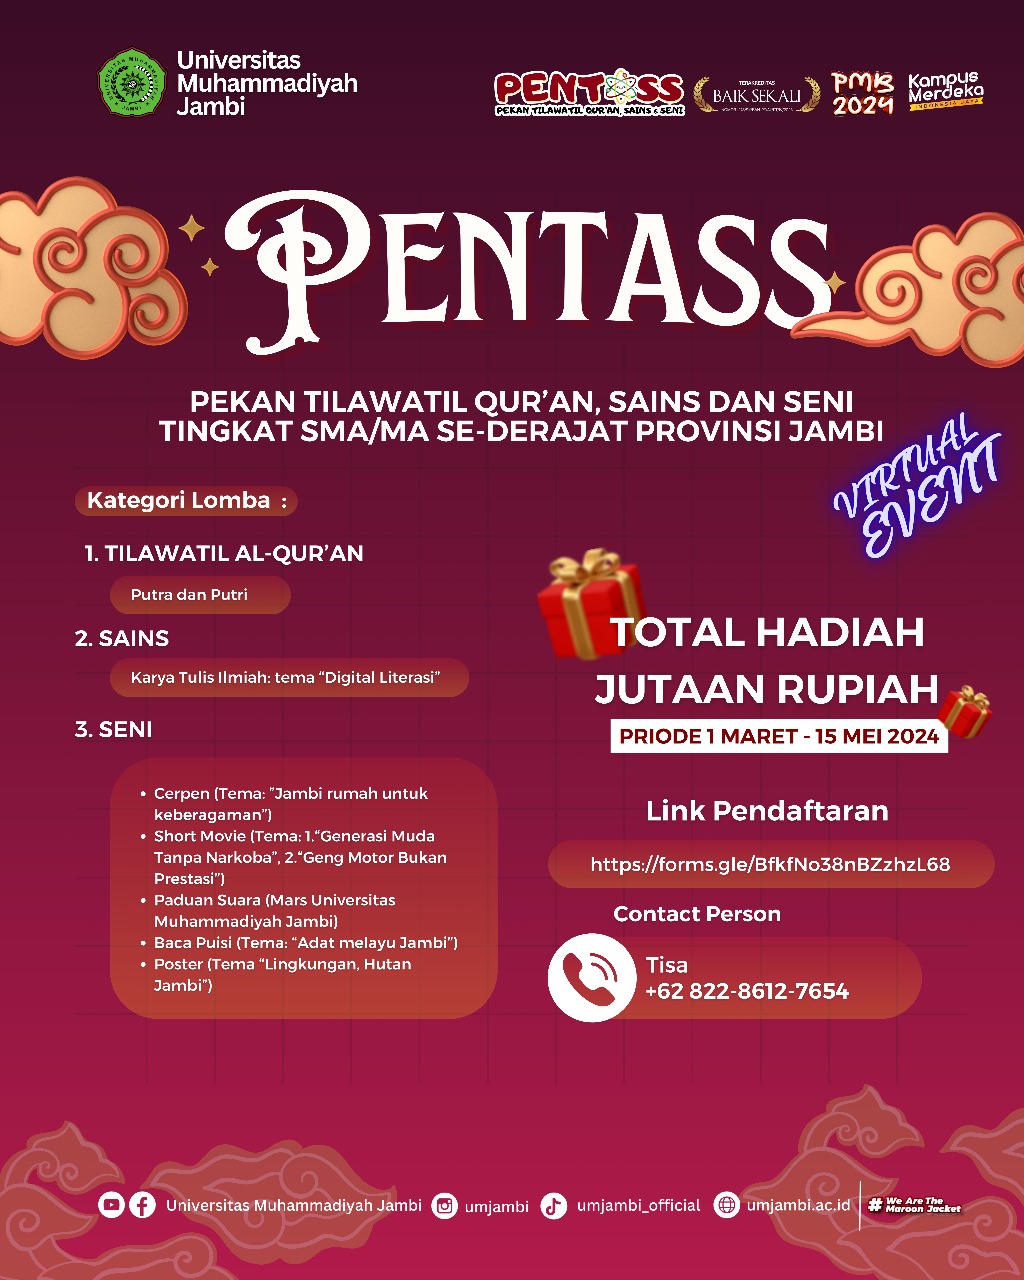 Universitas
Muhammadiyah
Jambi
PENTASS
PEKAN TILAWATIL QUR'AN, SAINS & SENI
TERAKREDITASI
BAIK SEKALI
PMB
2024
Kampus
Merdeka
INDONESIA JAYA
PENTASS
PEKAN TILAWATIL QUR'AN, SAINS DAN SENI
TINGKAT SMA/MA SE-DERAJAT PROVINSI JAMBI
VIRTUAL
EVENT
Kategori Lomba :
1. TILAWATIL AL-QUR'AN
Putra dan Putri
2. SAINS
Karya Tulis Ilmiah: tema “Digital Literasi”
3. SENI
• Cerpen (Tema: ”Jambi rumah untuk
keberagaman”)
• Short Movie (Tema: 1.“Generasi Muda
Tanpa Narkoba”, 2.“Geng Motor Bukan
Prestasi”)
• Paduan Suara (Mars Universitas
Muhammadiyah Jambi)
• Baca Puisi (Tema: “Adat melayu Jambi”)
• Poster (Tema “Lingkungan, Hutan
Jambi”)
TOTAL HADIAH
JUTAAN RUPIAH
PRIODE 1 MARET - 15 MEI 2024
Link Pendaftaran
https://forms.gle/BfkfNo38nBZzhzL68
Contact Person
Tisa
+62 822-8612-7654
Universitas Muhammadiyah Jambi
umjambi
umjambi_official
umjambi.ac.id
# We Are The
Maroon Jacket